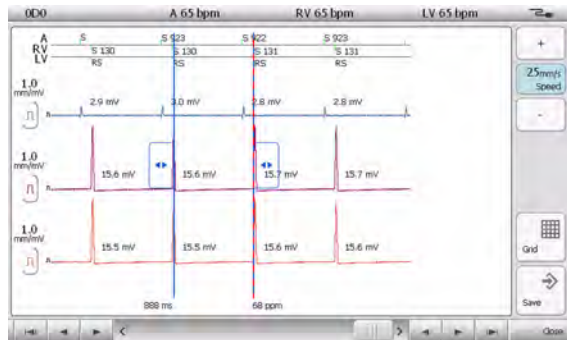 0D0 A 65 bpm RV 65 bpm LV 65 bpm
A S S 923 S 922 S 923
RV S 130 S 130 S 131 S 131
LV RS RS RS RS
+
25mm/s
Speed
-
1.0
mm/mV
2.9 mV 3.0 mV 2.8 mV 2.8 mV
1.0
mm/mV
15.6 mV 15.6 mV 15.7 mV 15.7 mV
1.0
mm/mV
15.5 mV 15.5 mV 15.6 mV 15.6 mV
Grid
888 ms 68 ppm
Save
Close